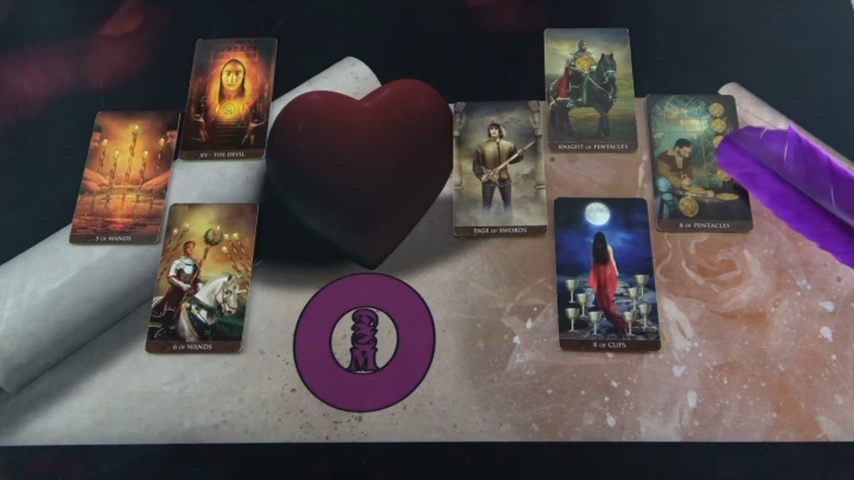 XV - THE DEVIL
5 OF WANDS
6 OF WANDS
PAGE OF SWORDS
KNIGHT OF PENTACLES
8 OF PENTACLES
8 OF CUPS